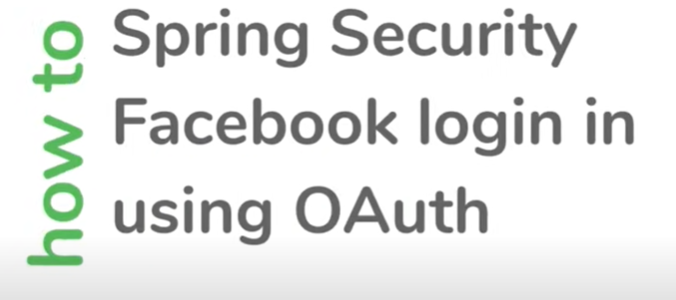 how to
Spring Security
Facebook login in
using OAuth